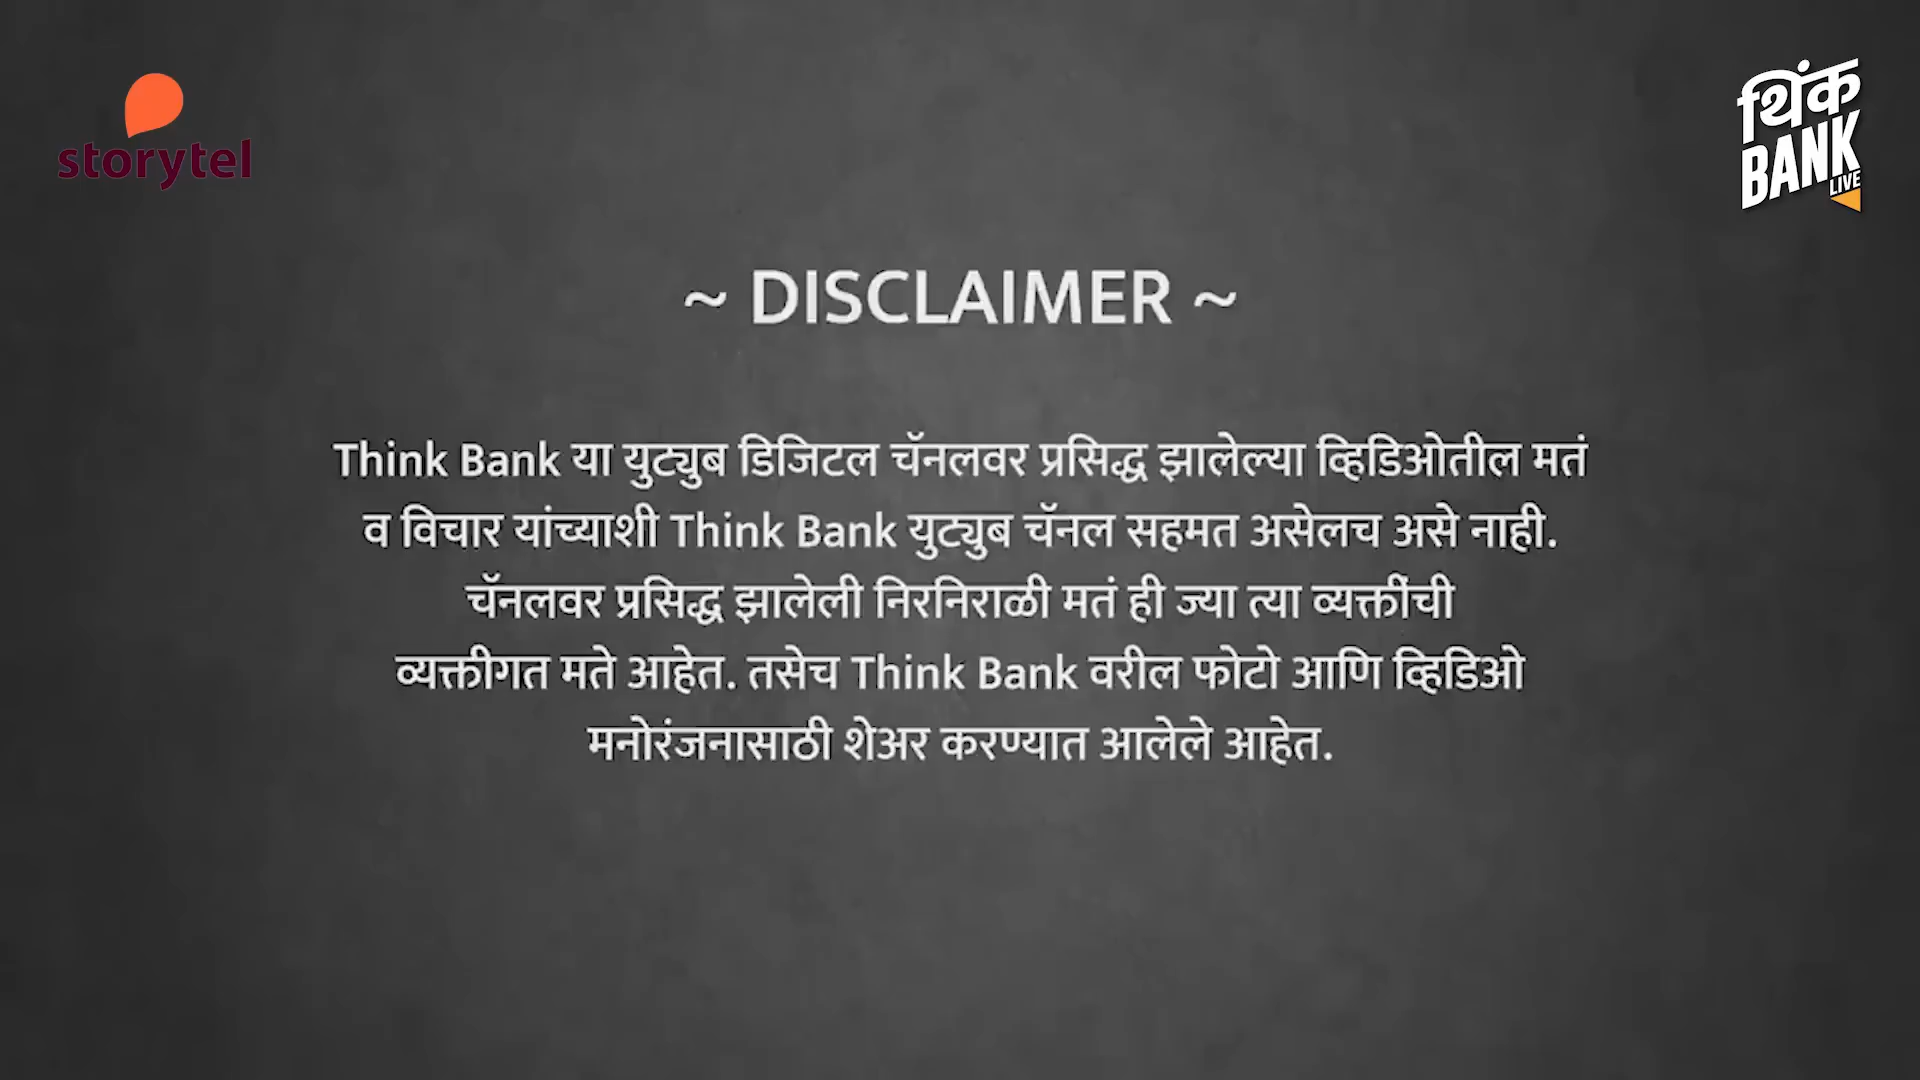 storytel
थिंक
BANK
LIVE
~ DISCLAIMER ~
Think Bank या युट्युब डिजिटल चॅनलवर प्रसिद्ध झालेल्या व्हिडिओतील मतं
व विचार यांच्याशी Think Bank युट्युब चॅनल सहमत असेलच असे नाही.
चॅनलवर प्रसिद्ध झालेली निरनिराळी मतं ही ज्या त्या व्यक्तींची
व्यक्तीगत मते आहेत. तसेच Think Bank वरील फोटो आणि व्हिडिओ
मनोरंजनासाठी शेअर करण्यात आलेले आहेत.